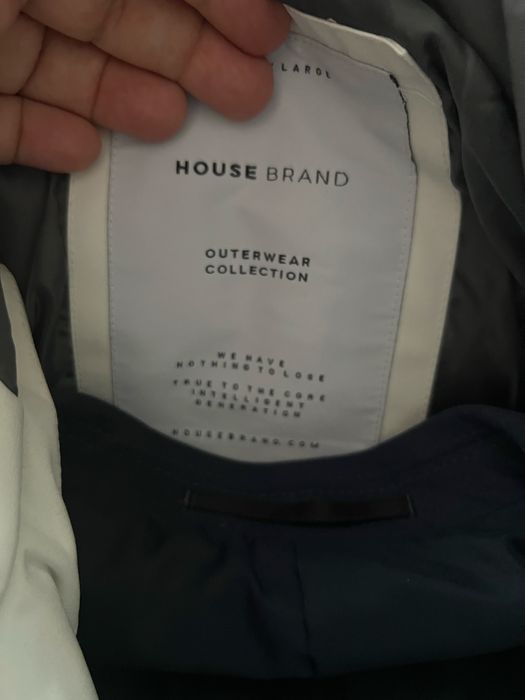 HOUSE BRAND
OUTERWEAR
COLLECTION
WE HAVE
NOTHING TO LOSE
TRUE TO THE CORE
INTELLIGENT
GENERATION
HOUSEBRAND.COM